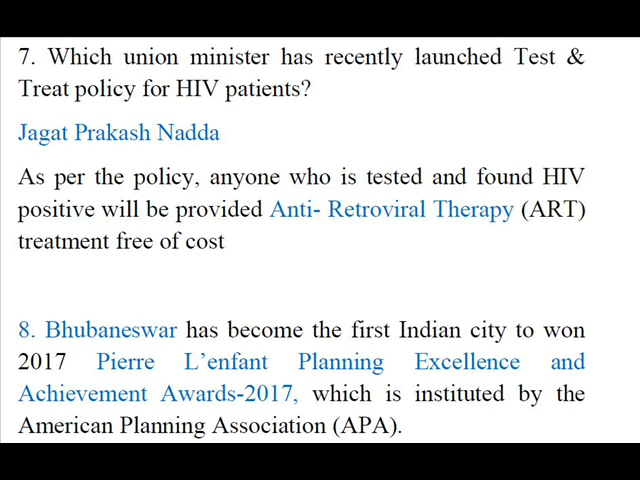 7. Which union minister has recently launched Test &
Treat policy for HIV patients?
Jagat Prakash Nadda
As per the policy, anyone who is tested and found HIV
positive will be provided Anti- Retroviral Therapy (ART)
treatment free of cost
8. Bhubaneswar has become the first Indian city to won
2017 Pierre L’enfant Planning Excellence and
Achievement Awards-2017, which is instituted by the
American Planning Association (APA).